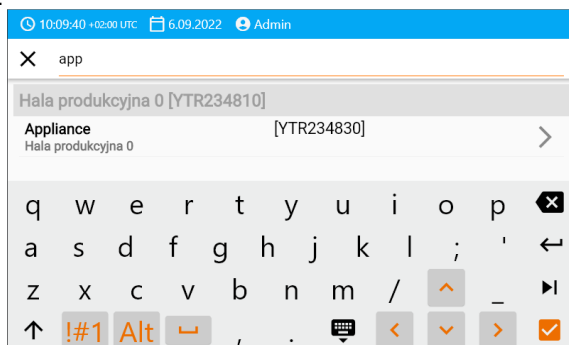 10:09:40 +02:00 UTC 6.09.2022 Admin
app
Hala produkcyjna 0 [YTR234810]
Appliance [YTR234830]
Hala produkcyjna 0
q w e r t y u i o p
a s d f g h j k l ; '
z x c v b n m / _
!#1 Alt , .